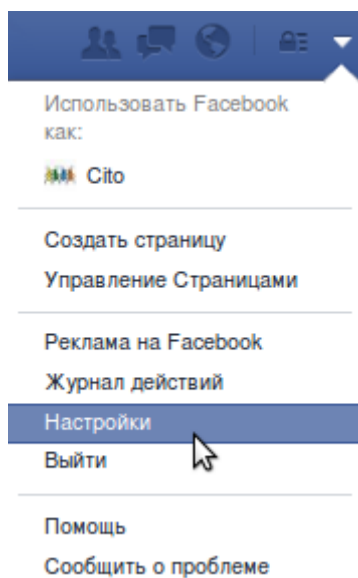 Использовать Facebook
как:
Cito
Создать страницу
Управление Страницами
Реклама на Facebook
Журнал действий
Настройки
Выйти
Помощь
Сообщить о проблеме